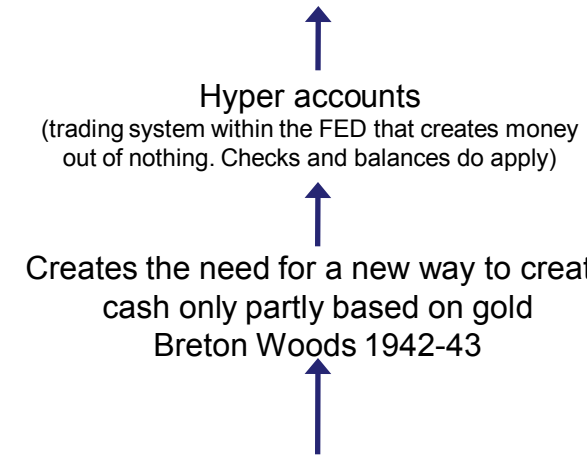 Hyper accounts
(trading system within the FED that creates money
out of nothing. Checks and balances do apply)
Creates the need for a new way to creat
cash only partly based on gold
Breton Woods 1942-43